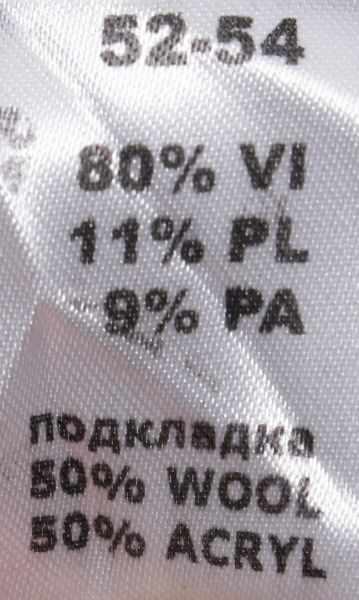 52-54
80% VI
11% PL
9% PA
подкладка
50% WOOL
50% ACRYL